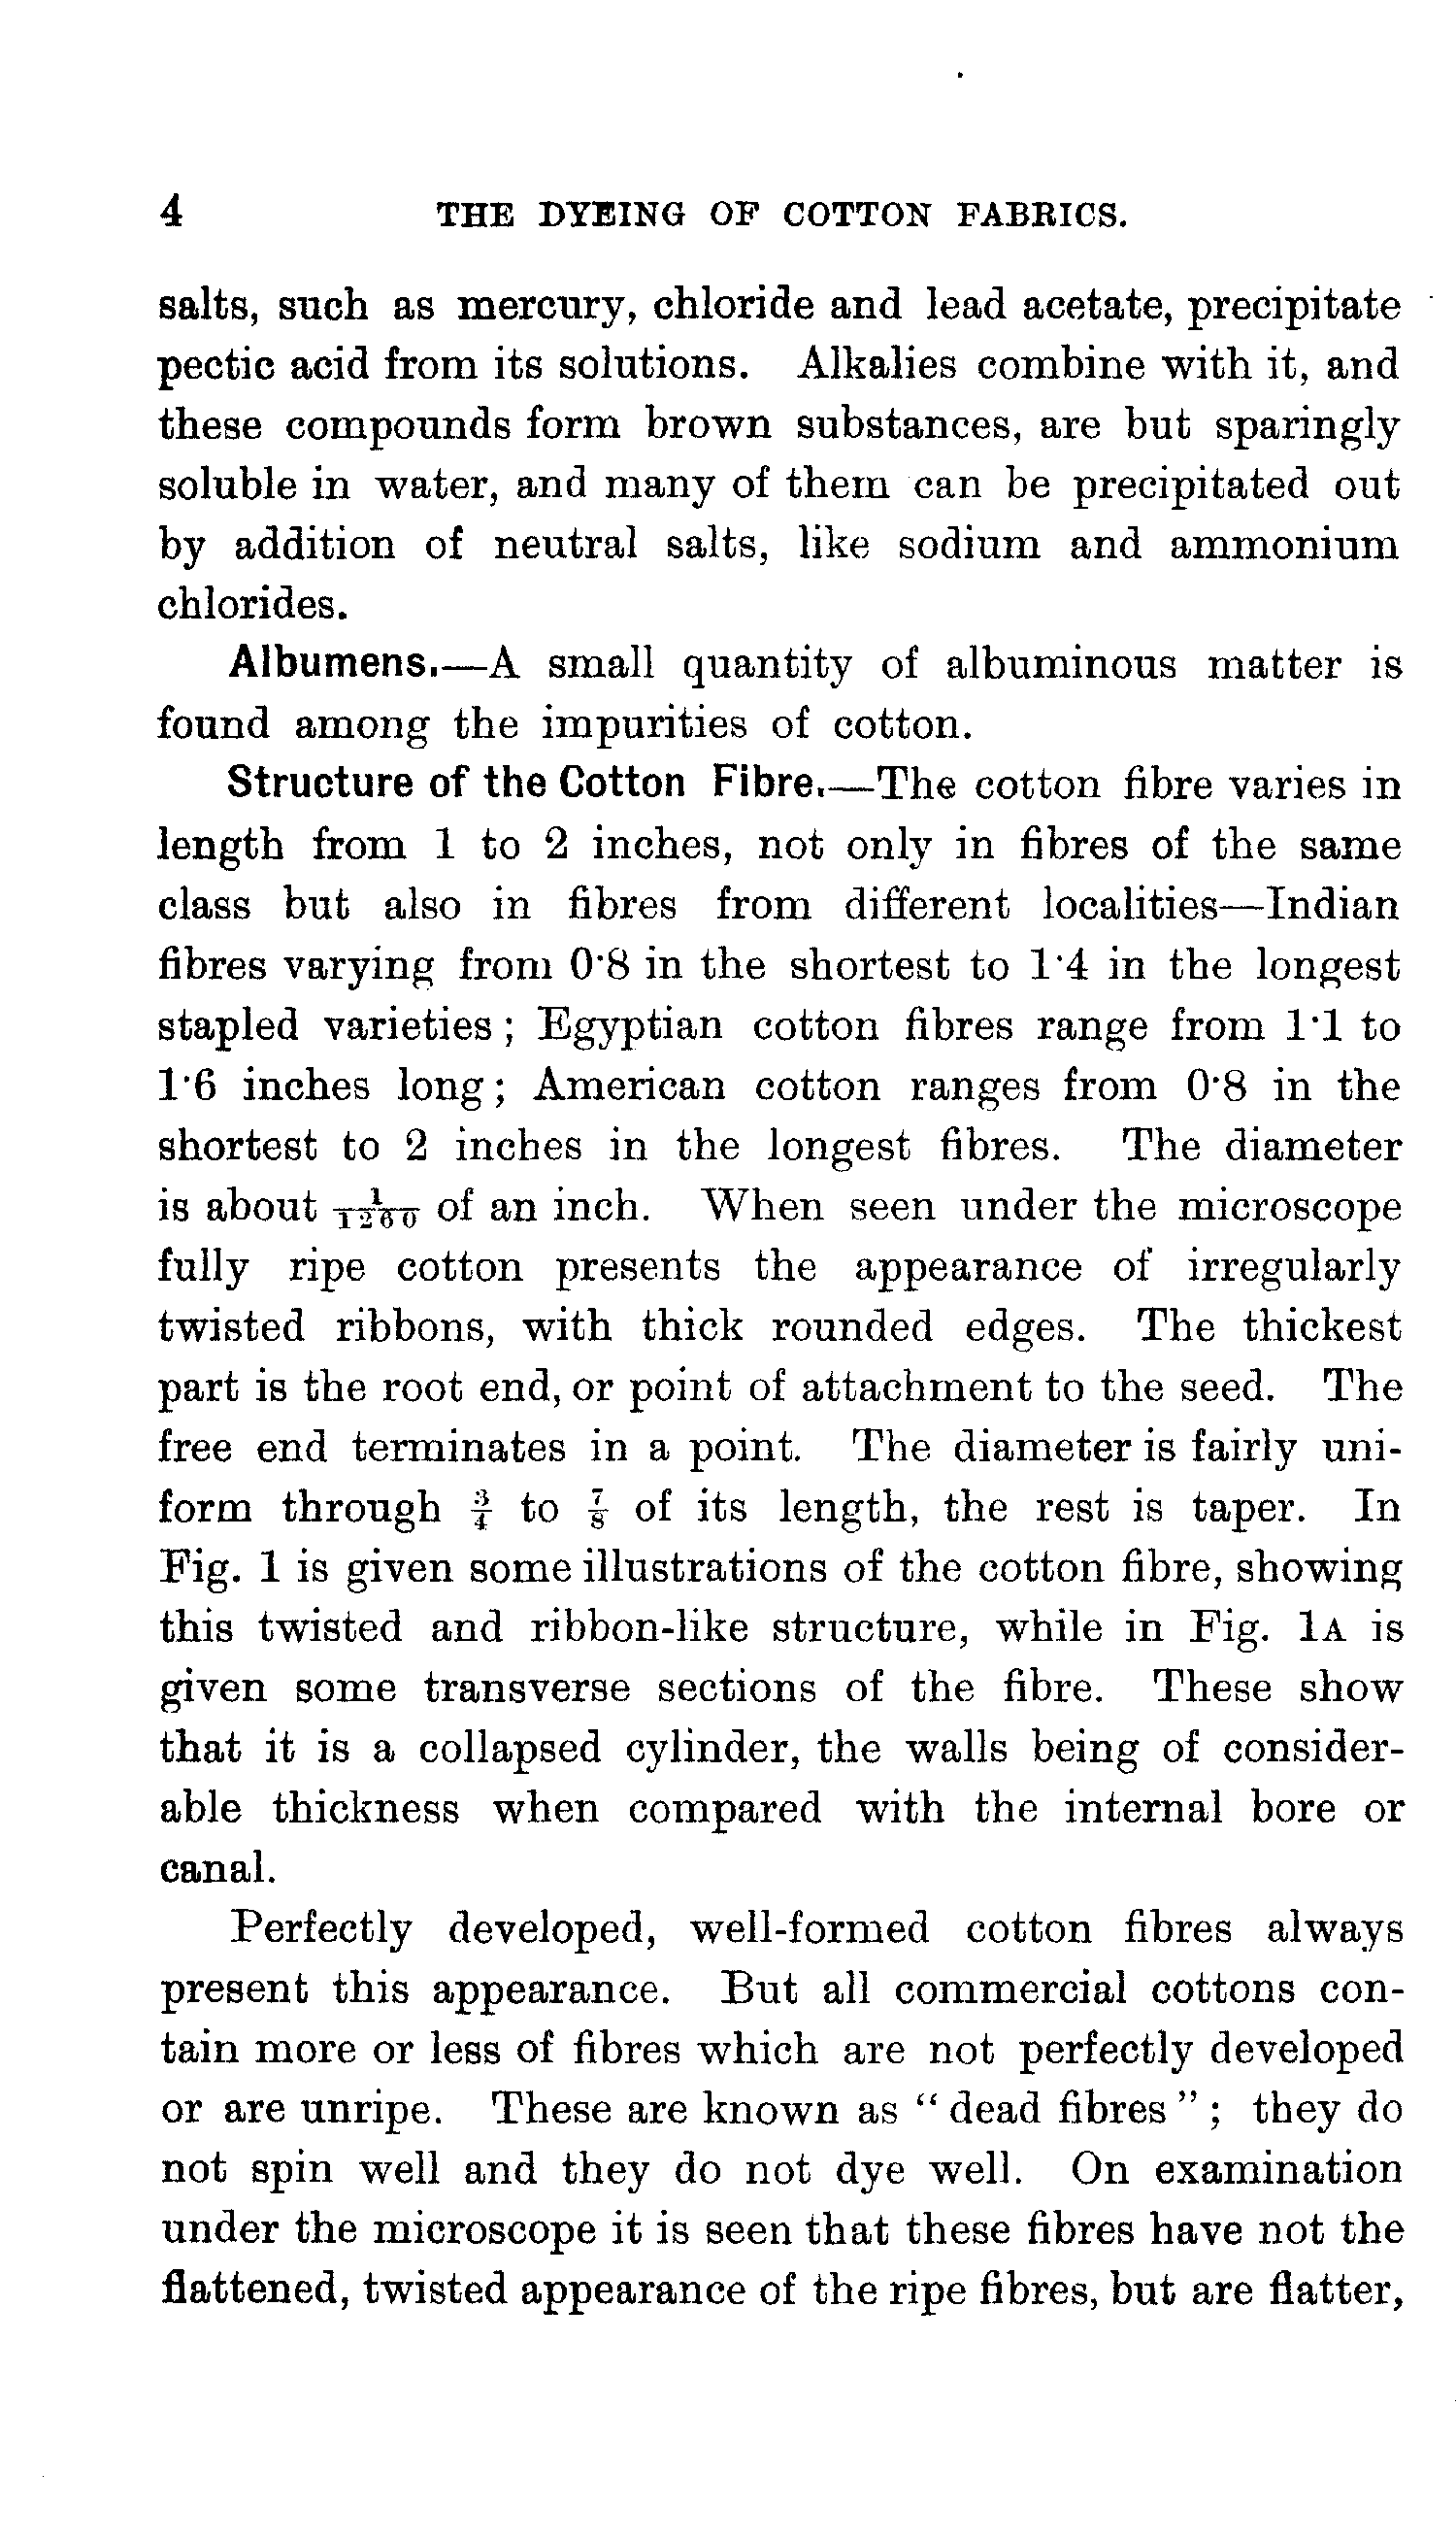 4 THE DYEING OF COTTON FABRICS.
salts, such as mercury, chloride and lead acetate, precipitate
pectic acid from its solutions. Alkalies combine with it, and
these compounds form brown substances, are but sparingly
soluble in water, and many of them can be precipitated out
by addition of neutral salts, like sodium and ammonium
chlorides.
Albumens.—A small quantity of albuminous matter is
found among the impurities of cotton.
Structure of the Cotton Fibre.—The cotton fibre varies in
length from 1 to 2 inches, not only in fibres of the same
class but also in fibres from different localities—Indian
fibres varying from 0·8 in the shortest to 1·4 in the longest
stapled varieties; Egyptian cotton fibres range from 1·1 to
1·6 inches long; American cotton ranges from 0·8 in the
shortest to 2 inches in the longest fibres. The diameter
is about 1/1260 of an inch. When seen under the microscope
fully ripe cotton presents the appearance of irregularly
twisted ribbons, with thick rounded edges. The thickest
part is the root end, or point of attachment to the seed. The
free end terminates in a point. The diameter is fairly uni-
form through 3/4 to 7/8 of its length, the rest is taper. In
Fig. 1 is given some illustrations of the cotton fibre, showing
this twisted and ribbon-like structure, while in Fig. 1A is
given some transverse sections of the fibre. These show
that it is a collapsed cylinder, the walls being of consider-
able thickness when compared with the internal bore or
canal.
Perfectly developed, well-formed cotton fibres always
present this appearance. But all commercial cottons con-
tain more or less of fibres which are not perfectly developed
or are unripe. These are known as "dead fibres"; they do
not spin well and they do not dye well. On examination
under the microscope it is seen that these fibres have not the
flattened, twisted appearance of the ripe fibres, but are flatter,